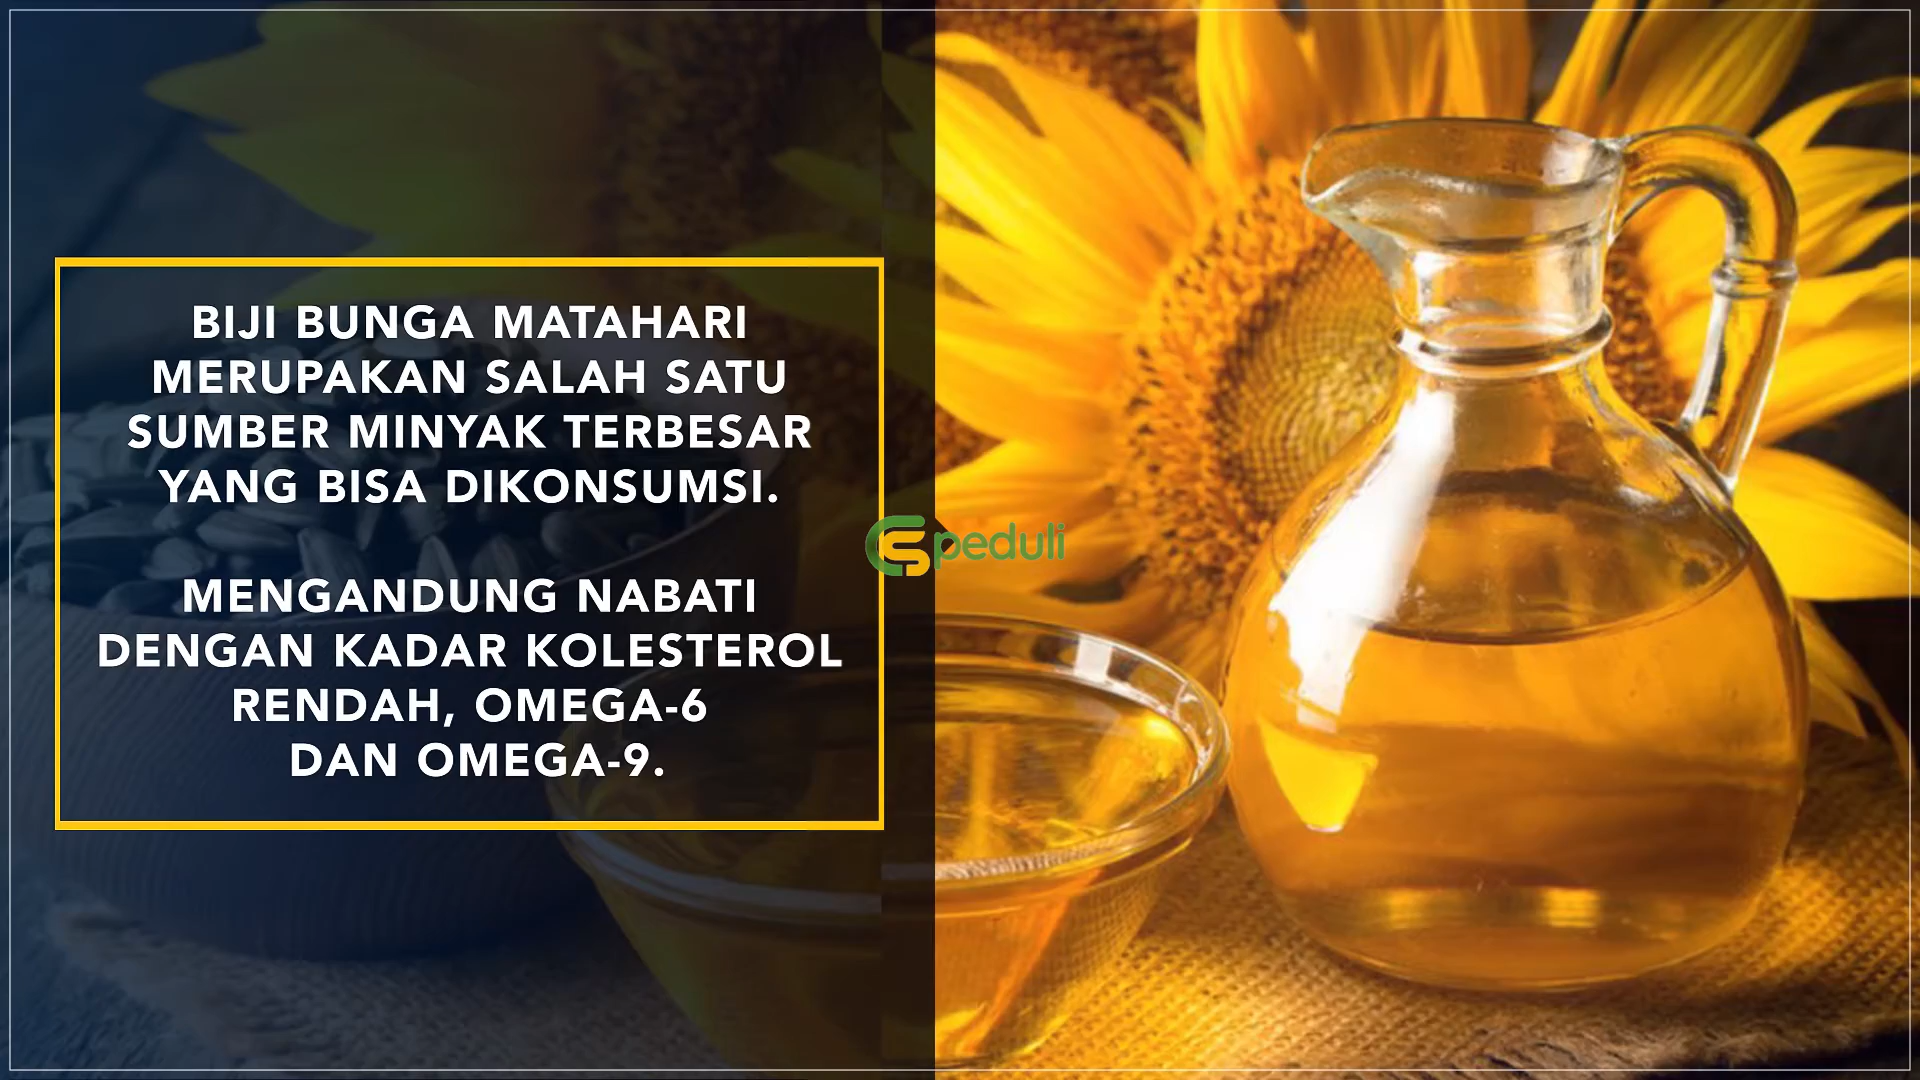 BIJI BUNGA MATAHARI
MERUPAKAN SALAH SATU
SUMBER MINYAK TERBESAR
YANG BISA DIKONSUMSI.
MENGANDUNG NABATI
DENGAN KADAR KOLESTEROL
RENDAH, OMEGA-6
DAN OMEGA-9.
CS peduli